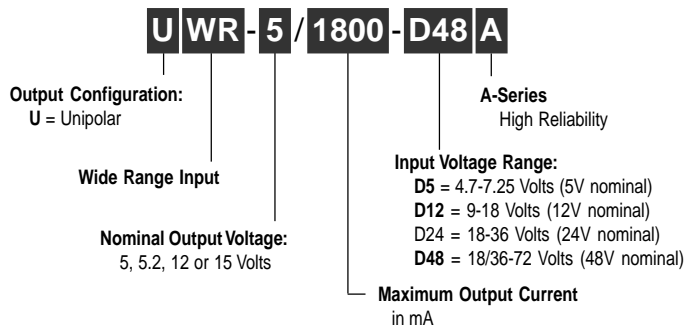 UWR-5/1800-D48A
Output Configuration:
U = Unipolar
Wide Range Input
Nominal Output Voltage:
5, 5.2, 12 or 15 Volts
A-Series
High Reliability
Input Voltage Range:
D5 = 4.7-7.25 Volts (5V nominal)
D12 = 9-18 Volts (12V nominal)
D24 = 18-36 Volts (24V nominal)
D48 = 18/36-72 Volts (48V nominal)
Maximum Output Current
in mA